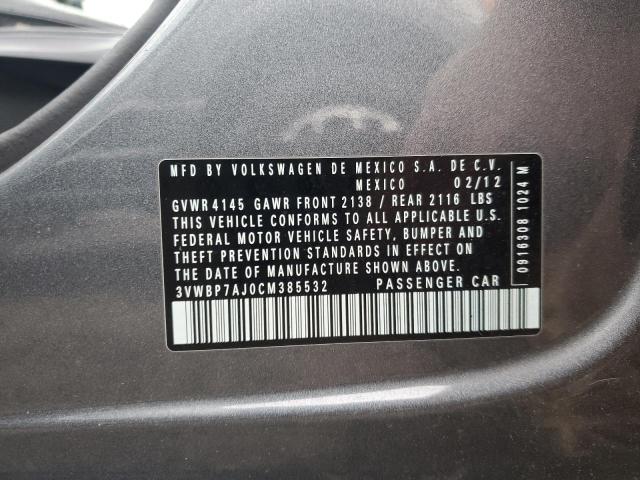 MFD BY VOLKSWAGEN DE MEXICO S.A. DE C.V.
MEXICO 02/12
GVWR 4145 GAWR FRONT 2138 / REAR 2116 LBS
THIS VEHICLE CONFORMS TO ALL APPLICABLE U.S.
FEDERAL MOTOR VEHICLE SAFETY, BUMPER AND
THEFT PREVENTION STANDARDS IN EFFECT ON
THE DATE OF MANUFACTURE SHOWN ABOVE.
3VWBP7AJ0CM385532 PASSENGER CAR
0916308 1024 M